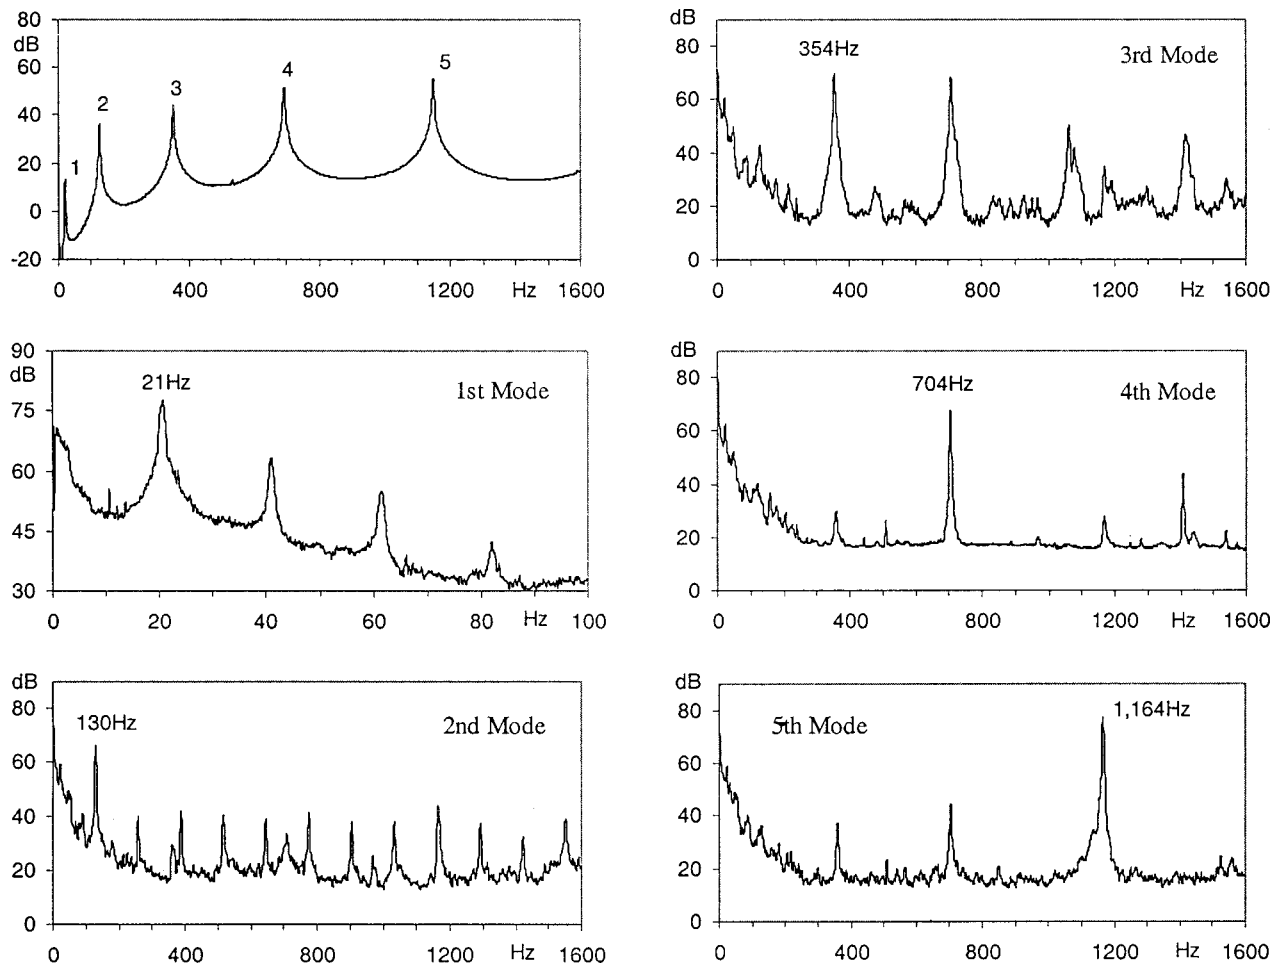 80
dB
60
40
20
0
-20
1
2
3
4
5
0 400 800 1200 Hz 1600
90
dB
75
60
45
30
21Hz
1st Mode
0 20 40 60 80 Hz 100
dB
60
40
20
0
130Hz
2nd Mode
0 400 800 1200 Hz 1600
dB
80
60
40
20
0
354Hz
3rd Mode
0 400 800 1200 Hz 1600
dB
80
60
40
20
0
704Hz
4th Mode
0 400 800 1200 Hz 1600
dB
80
60
40
20
0
5th Mode
1,164Hz
0 400 800 1200 Hz 1600